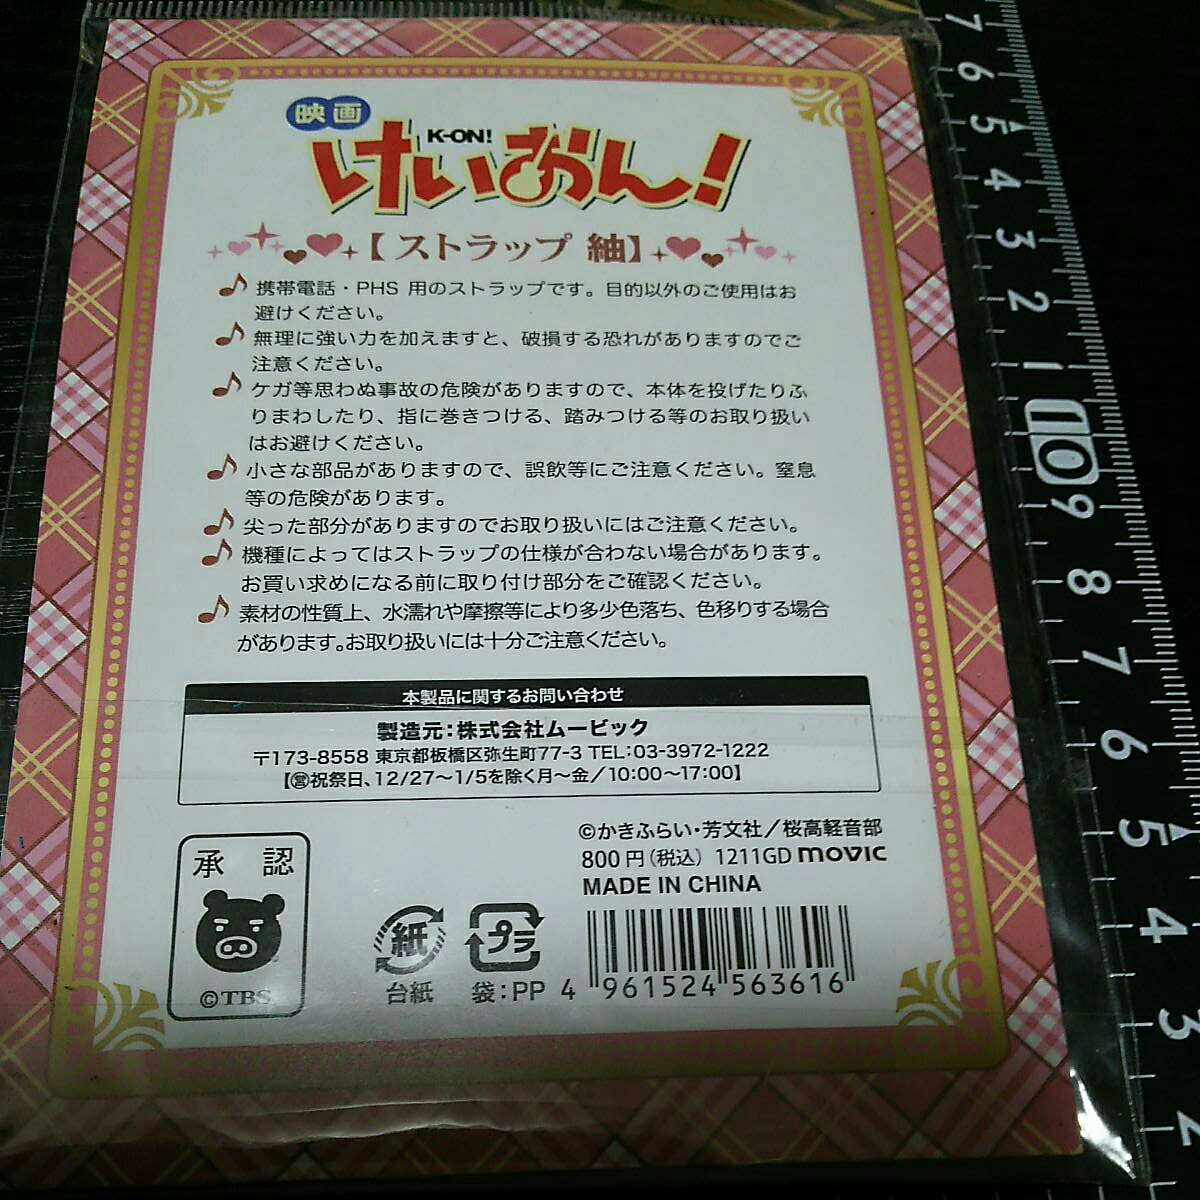 映画
K-ON!
けいおん!
【ストラップ 紬】
携帯電話・PHS 用のストラップです。目的以外のご使用はお
避けください。
無理に強い力を加えますと、破損する恐れがありますのでご
注意ください。
ケガ等思わぬ事故の危険がありますので、本体を投げたりふ
りまわしたり、指に巻きつける、踏みつける等のお取り扱い
はお避けください。
小さな部品がありますので、誤飲等にご注意ください。窒息
等の危険があります。
尖った部分がありますのでお取り扱いにはご注意ください。
機種によってはストラップの仕様が合わない場合があります。
お買い求めになる前に取り付け部分をご確認ください。
素材の性質上、水濡れや摩擦等により多少色落ち、色移りする場合
があります。お取り扱いには十分ご注意ください。
本製品に関するお問い合わせ
製造元:株式会社ムービック
〒173-8558 東京都板橋区弥生町77-3 TEL:03-3972-1222
【㊡祝祭日、12/27〜1/5を除く月〜金/10:00〜17:00】
©かきふらい・芳文社/桜高軽音部
800円(税込) 1211GD movic
MADE IN CHINA
承認
©TBS
紙
台紙
プラ
袋:PP
4 961524 563616
7
6
5
4
3
2
1
10
9
8
7
6
5
4
3
2